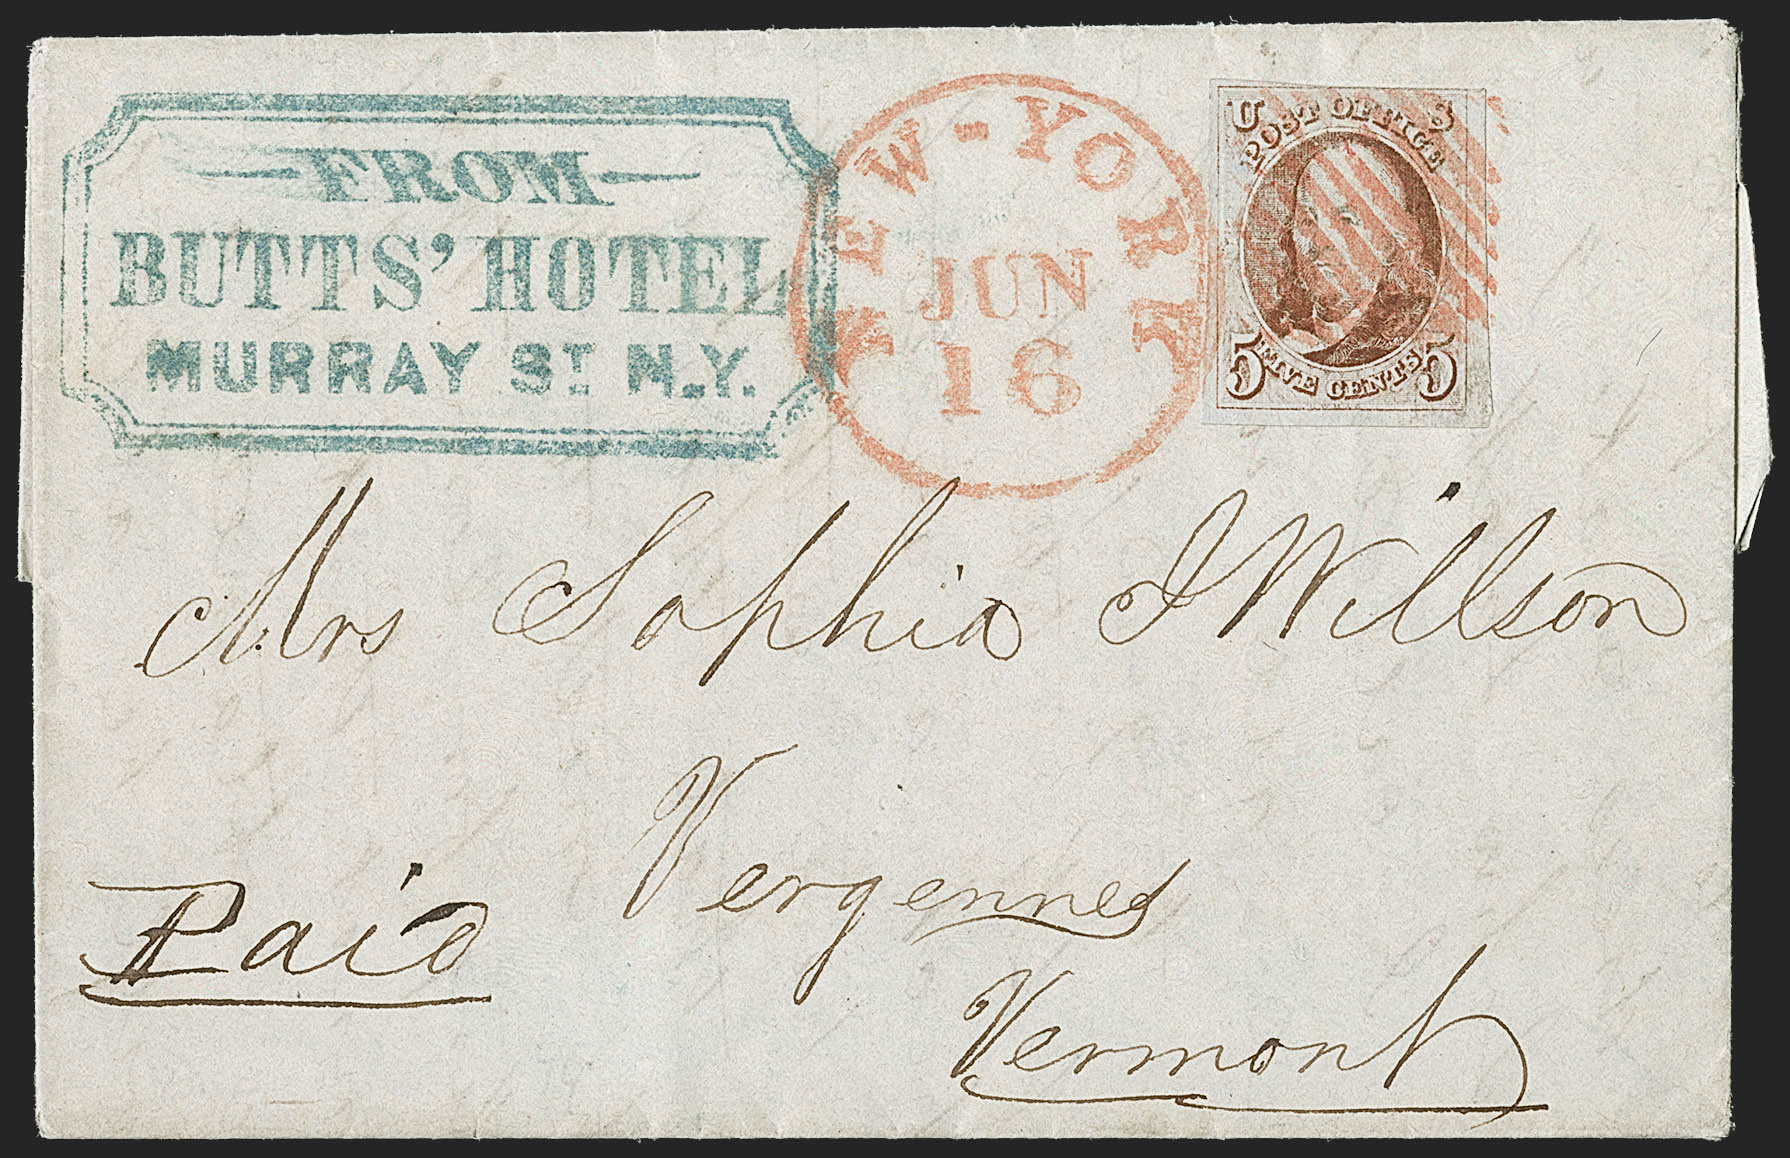 FROM
BUTTS' HOTEL
MURRAY ST. N.Y.
NEW-YORK
JUN
16
U S
POST OFFICE
5 FIVE CENTS 5
Mrs Sophia I Willson
Vergennes
Paid
Vermont